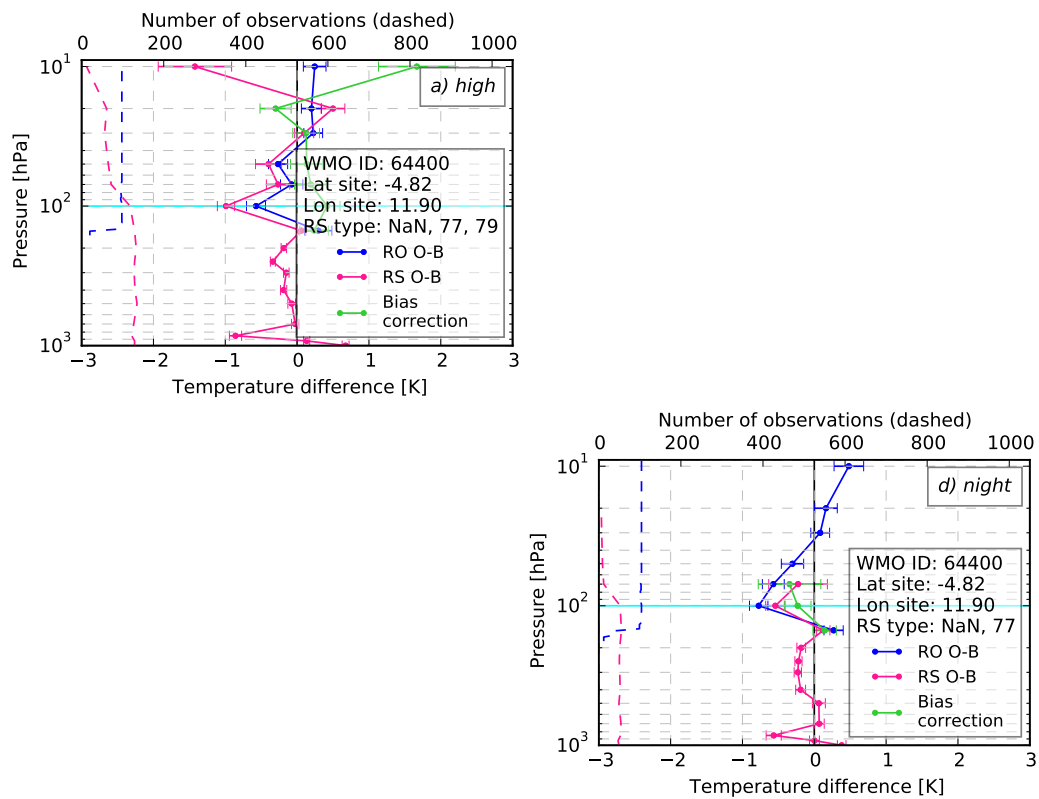 Number of observations (dashed)
0 200 400 600 800 1000
10¹
a) high
WMO ID: 64400
Lat site: -4.82
10²
Lon site: 11.90
RS type: NaN, 77, 79
Pressure [hPa]
RO O-B
RS O-B
Bias
correction
10³
−3 −2 −1 0 1 2 3
Temperature difference [K]
Number of observations (dashed)
0 200 400 600 800 1000
10¹
d) night
WMO ID: 64400
Lat site: -4.82
10²
Lon site: 11.90
RS type: NaN, 77
Pressure [hPa]
RO O-B
RS O-B
Bias
correction
10³
−3 −2 −1 0 1 2 3
Temperature difference [K]